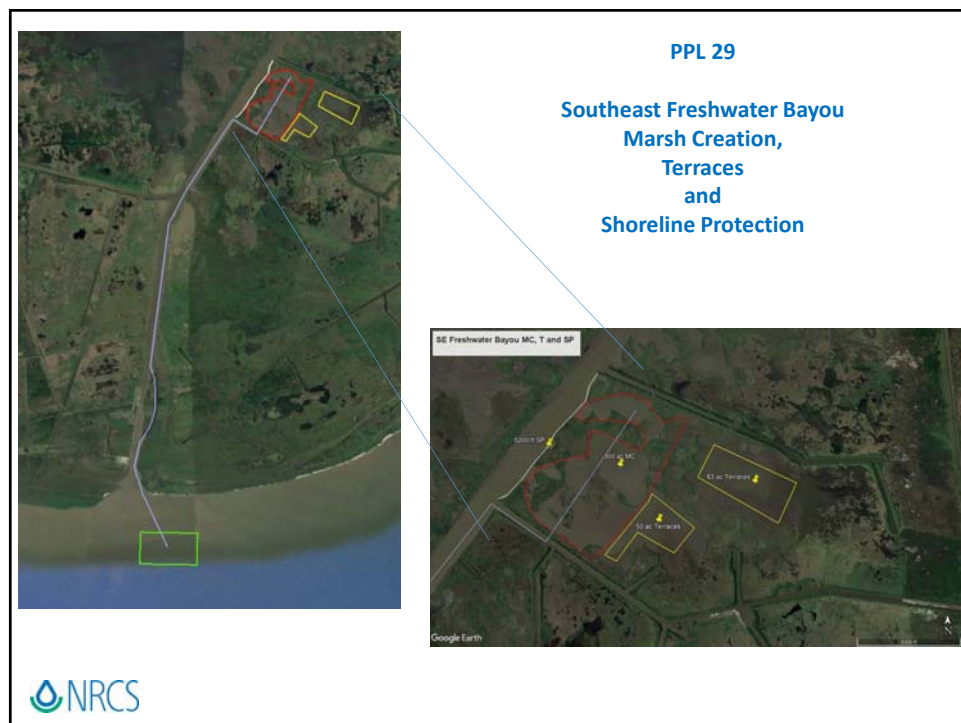 PPL 29
Southeast Freshwater Bayou
Marsh Creation,
Terraces
and
Shoreline Protection
SE Freshwater Bayou MC, T and SP
5200 ft SP
300 ac MC
83 ac Terraces
50 ac Terraces
Google Earth
N
NRCS